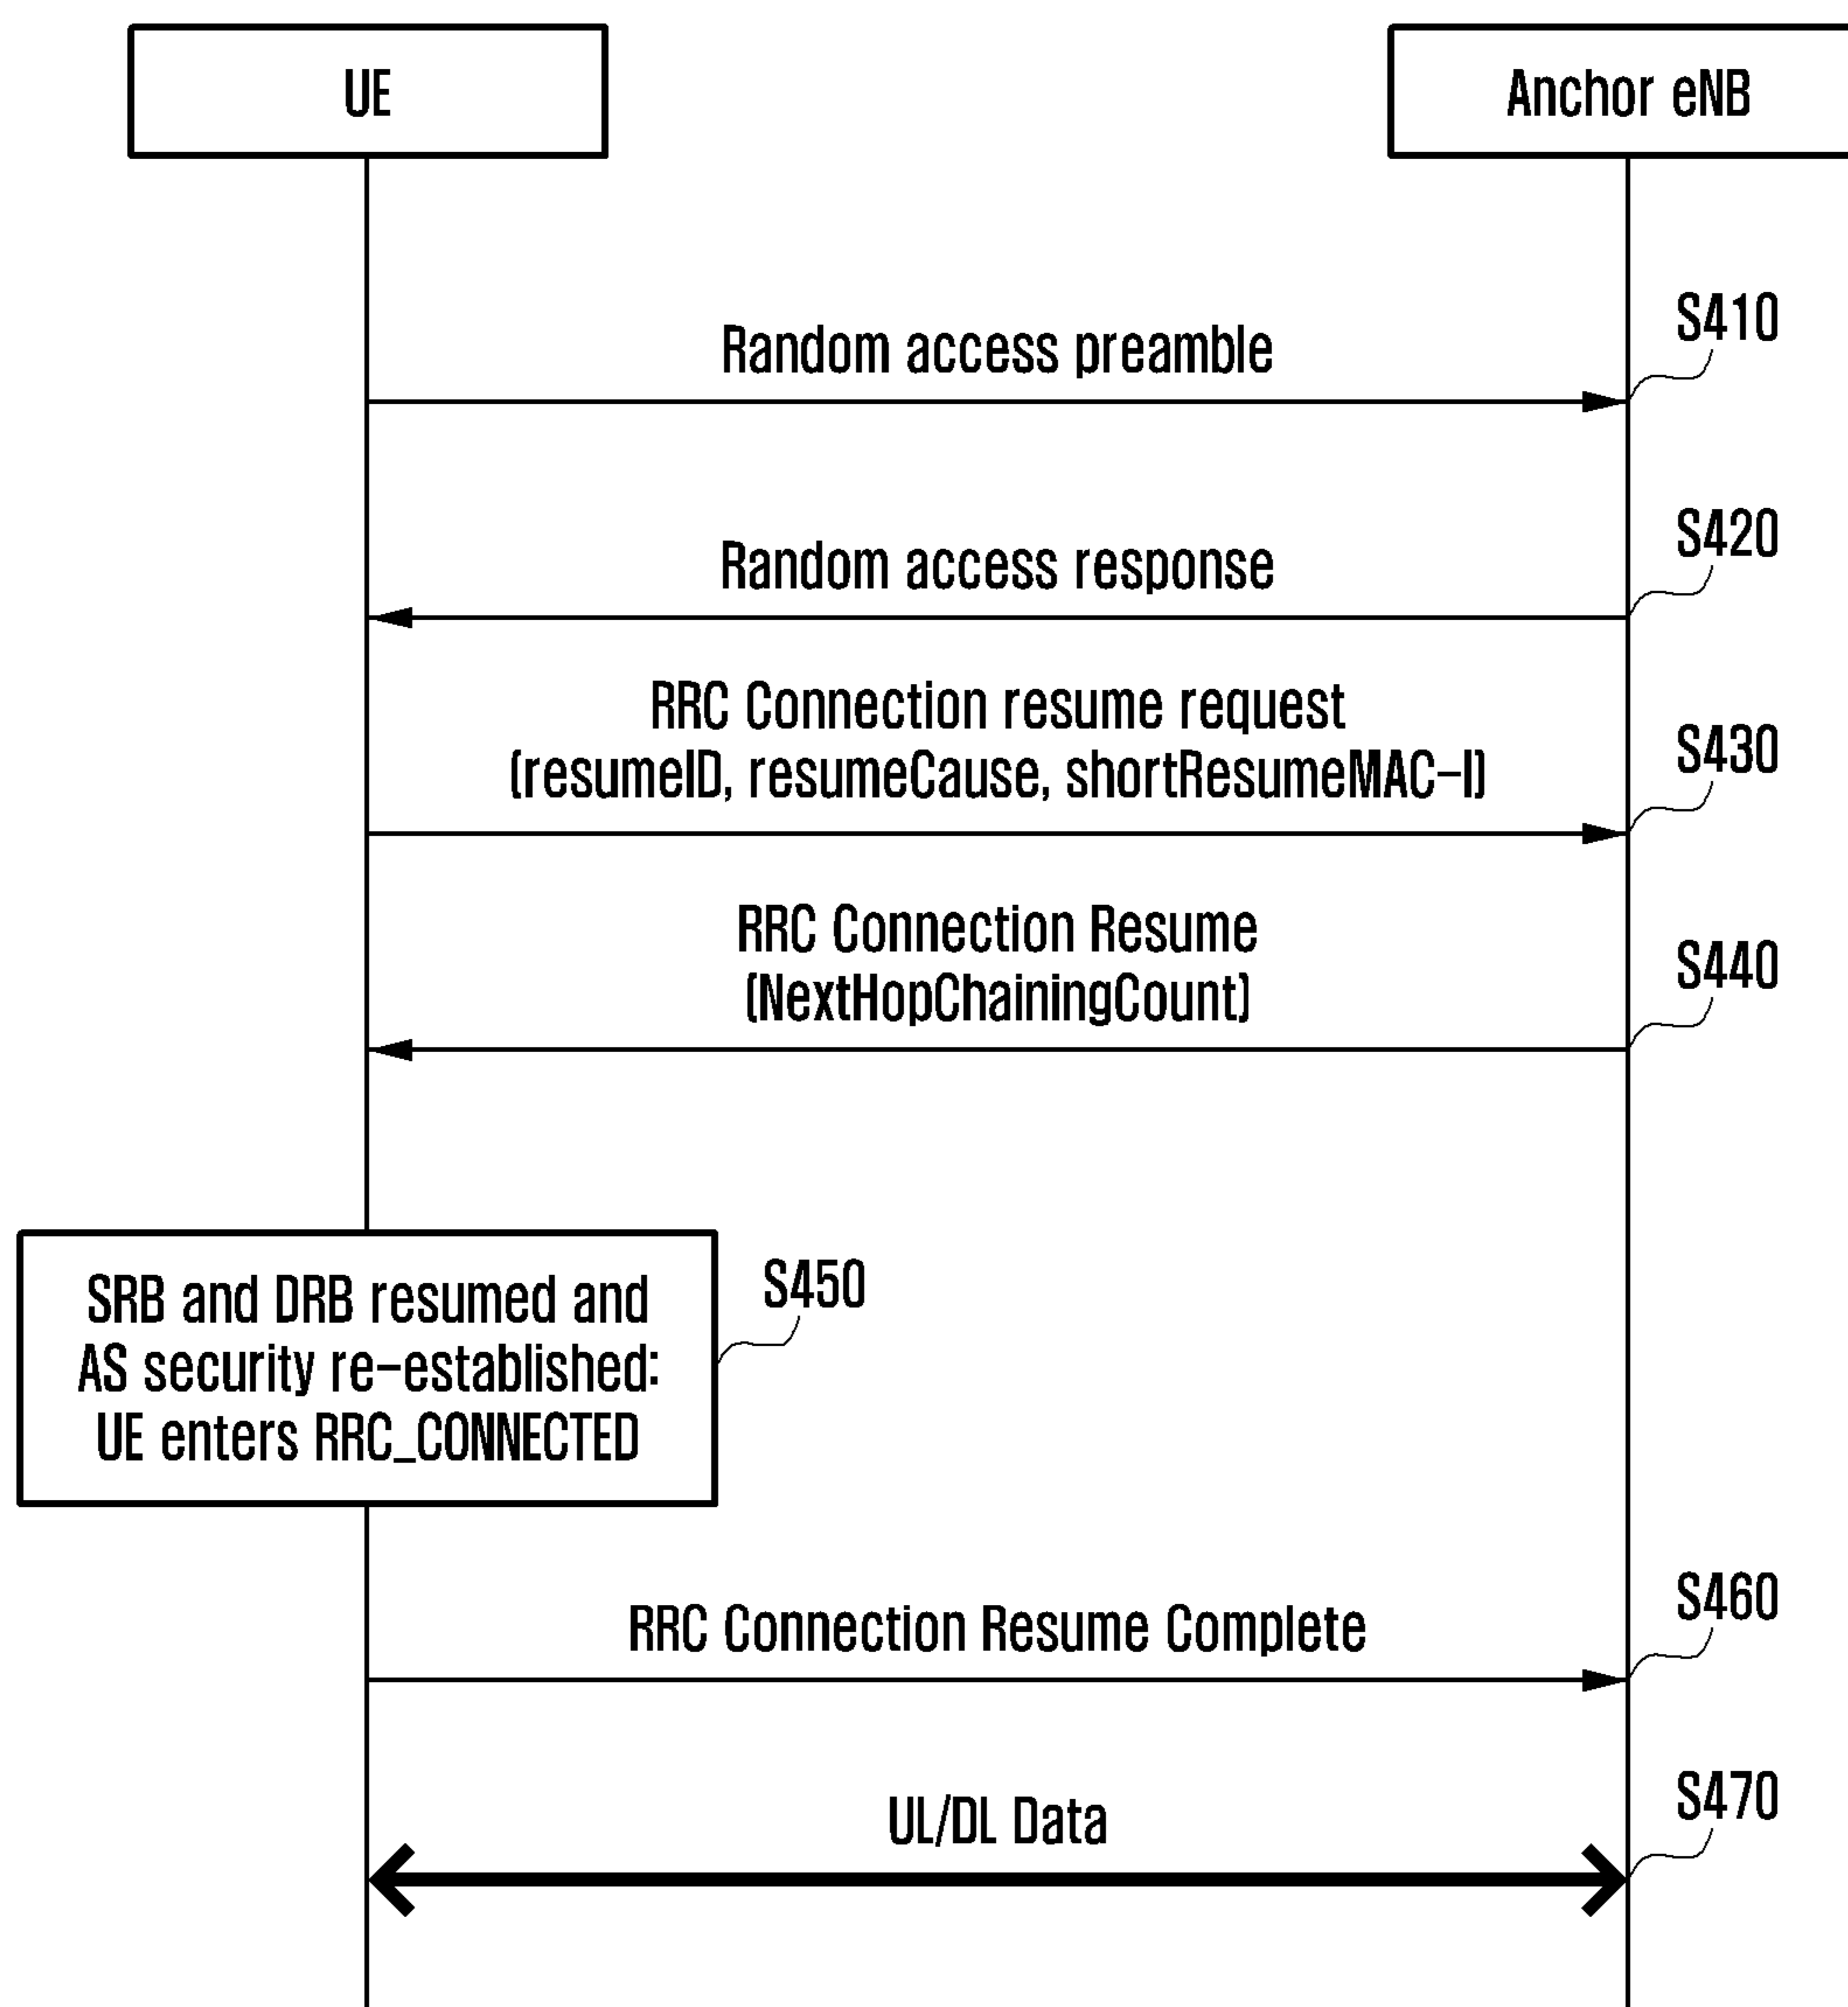 UE
Anchor eNB
S410
Random access preamble
S420
Random access response
RRC Connection resume request
S430
(resumeID, resumeCause, shortResumeMAC-I)
RRC Connection Resume
S440
(NextHopChainingCount)
S450
SRB and DRB resumed and
AS security re-established:
UE enters RRC_CONNECTED
S460
RRC Connection Resume Complete
S470
UL/DL Data